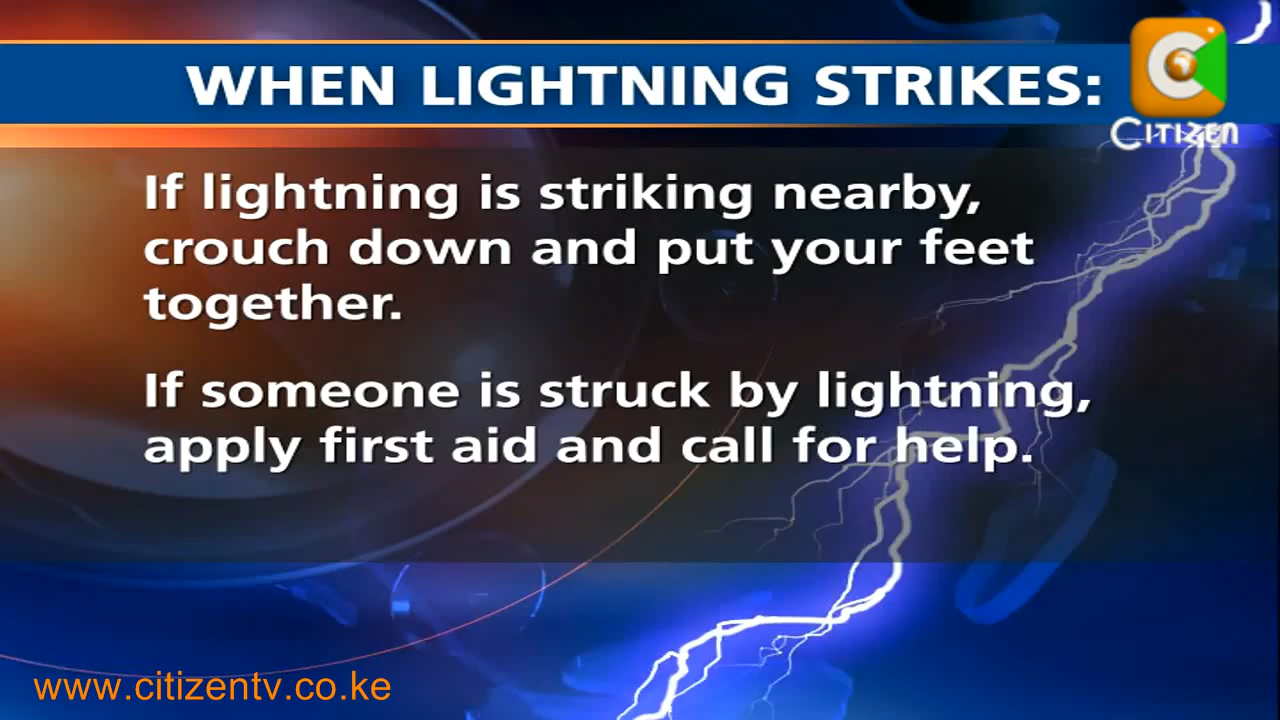 WHEN LIGHTNING STRIKES:
CITIZEN
If lightning is striking nearby,
crouch down and put your feet
together.
If someone is struck by lightning,
apply first aid and call for help.
www.citizentv.co.ke